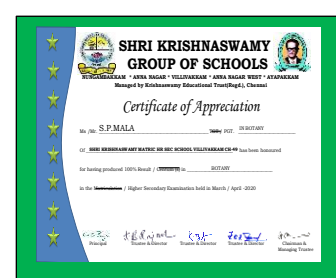 SHRI KRISHNASWAMY
GROUP OF SCHOOLS
NUNGAMBAKKAM * ANNA NAGAR * VILLIVAKKAM * ANNA NAGAR WEST * AYAPAKKAM
Managed by Krishnaswamy Educational Trust(Regd.), Chennai
Certificate of Appreciation
Ms /Mr. S.P.MALA PGT. IN BOTANY
Of SHRI KRISHNASWAMY MATRIC HR SEC SCHOOL VILLIVAKKAM CH-49 has been honoured
for having produced 100% Result / in BOTANY
in the Matriculation / Higher Secondary Examination held in March / April -2020
Principal Trustee & Director Trustee & Director Trustee & Director Chairman &
Managing Trustee